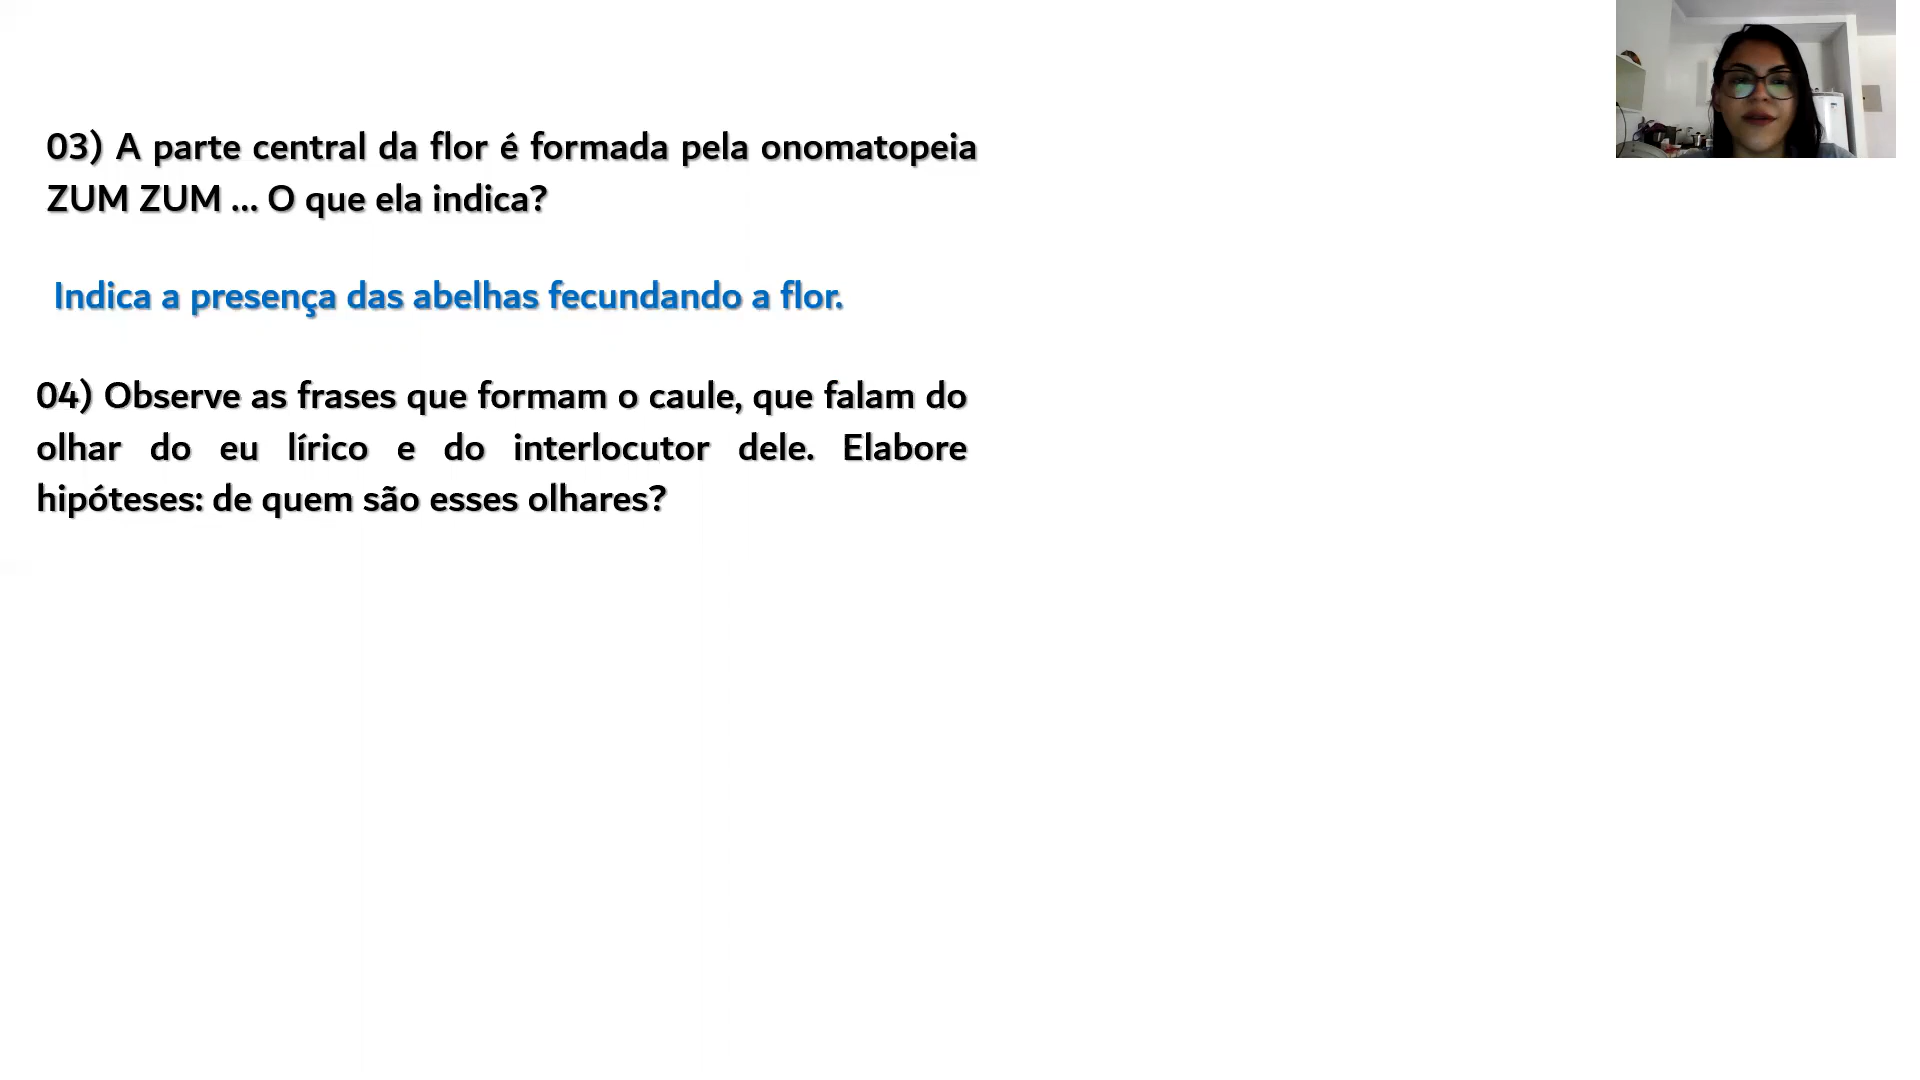 03) A parte central da flor é formada pela onomatopeia
ZUM ZUM ... O que ela indica?
Indica a presença das abelhas fecundando a flor.
04) Observe as frases que formam o caule, que falam do
olhar do eu lírico e do interlocutor dele. Elabore
hipóteses: de quem são esses olhares?